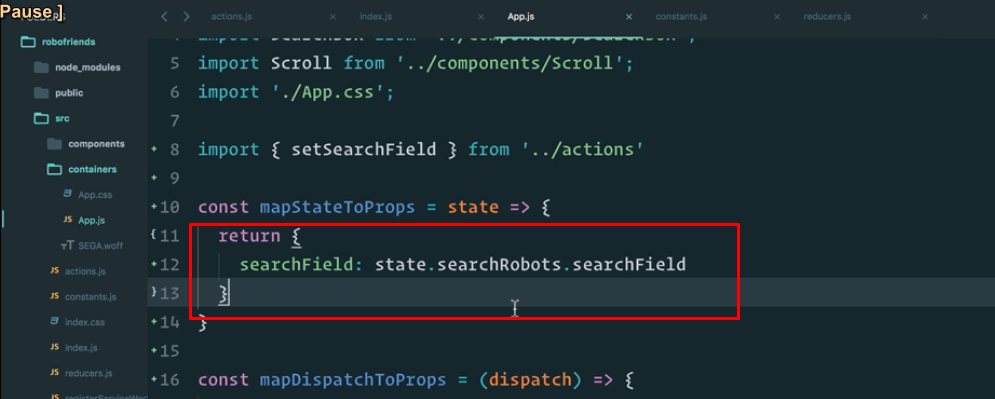 Pause ]
FOLDERS
actions.js
index.js
App.js
constants.js
reducers.js
robofriends
node_modules
public
src
components
containers
App.css
App.js
SEGA.woff
actions.js
constants.js
index.css
index.js
reducers.js
5 import Scroll from '../components/Scroll';
6 import './App.css';
7
8 import { setSearchField } from '../actions'
9
10 const mapStateToProps = state => {
11 return {
12 searchField: state.searchRobots.searchField
13 }
14 }
15
16 const mapDispatchToProps = (dispatch) => {